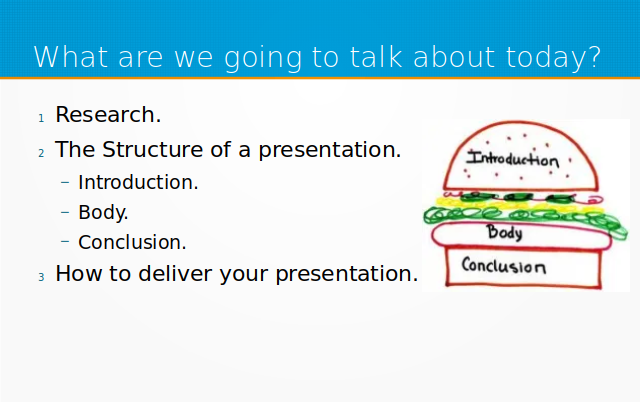 What are we going to talk about today?
1 Research.
2 The Structure of a presentation.
– Introduction.
– Body.
– Conclusion.
3 How to deliver your presentation.
Introduction
Body
Conclusion